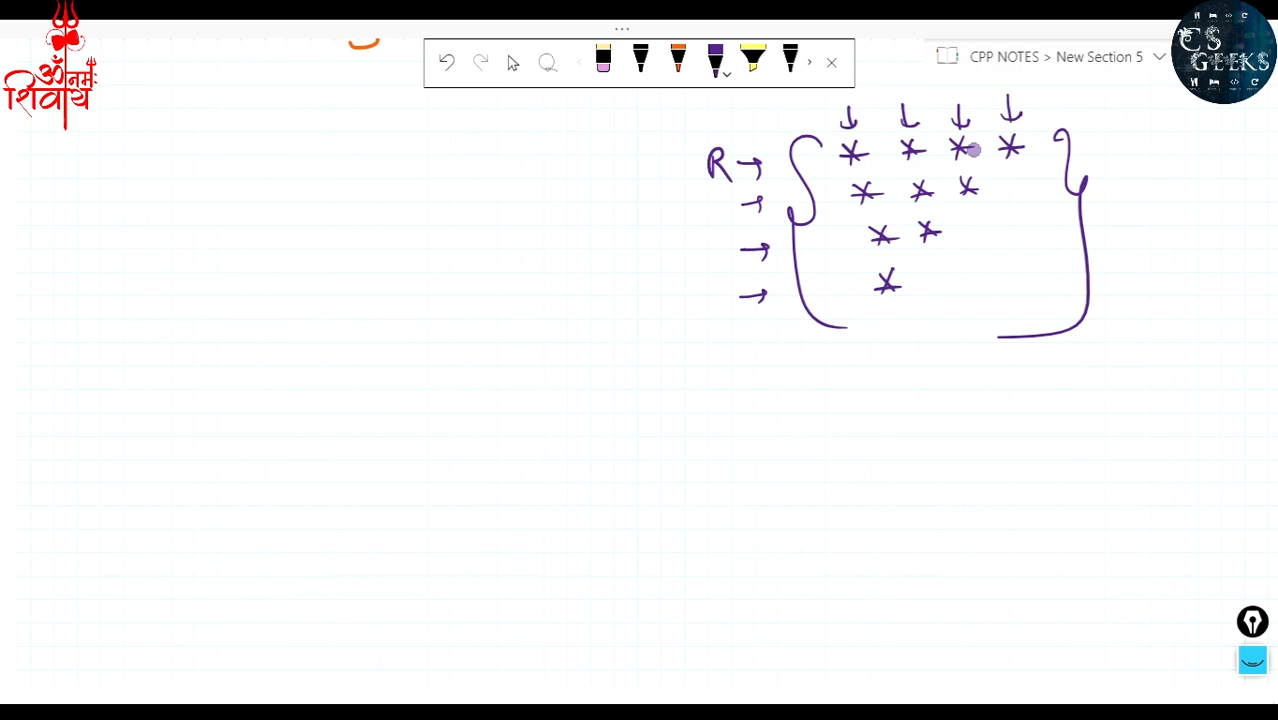 ॐ नमः
शिवाय
CPP NOTES > New Section 5
CS
GEEKS
R → * * * *
→ * * *
→ * *
→ *